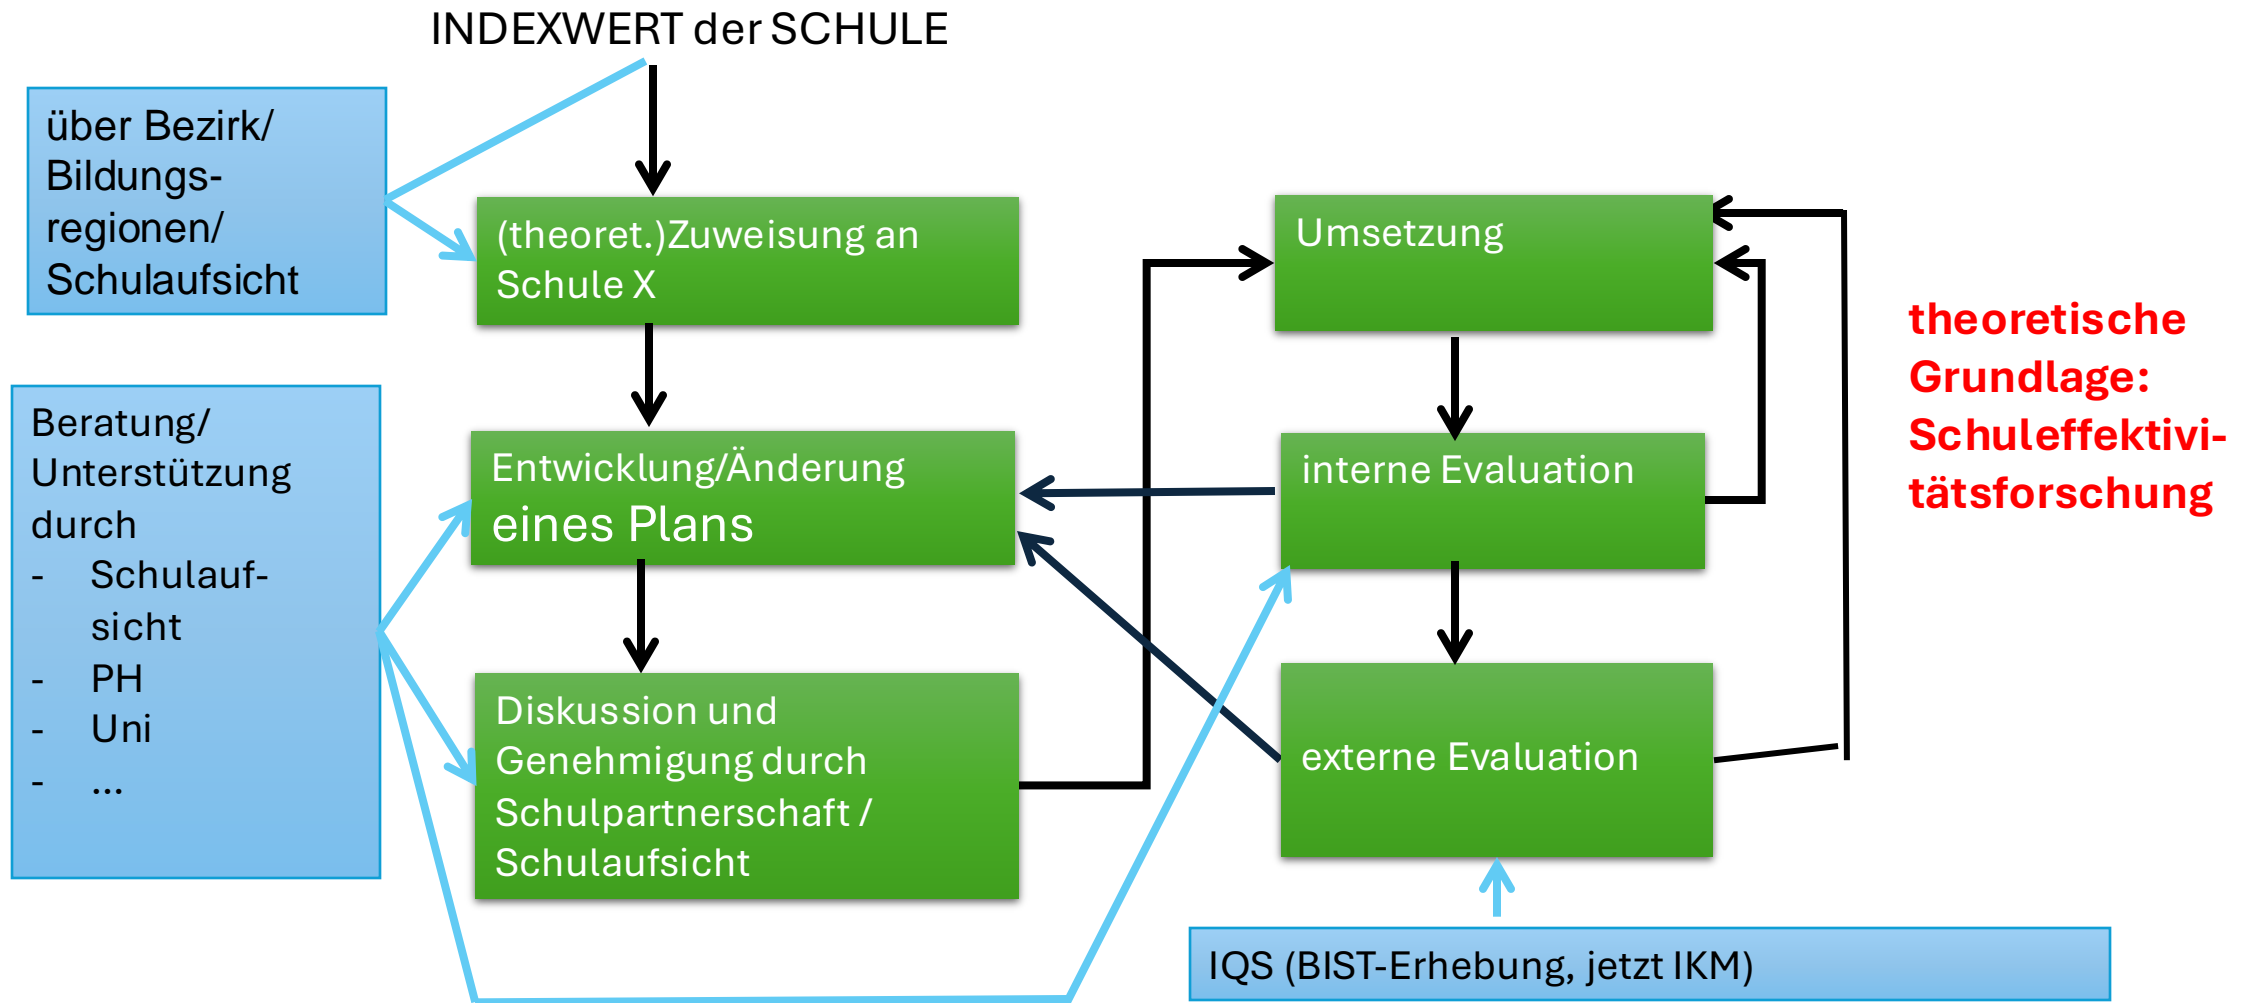 INDEXWERT der SCHULE
über Bezirk/
Bildungs-
regionen/
Schulaufsicht
(theoret.)Zuweisung an
Schule X
Umsetzung
theoretische
Grundlage:
Schuleffektivi-
tätsforschung
Beratung/
Unterstützung
durch
- Schulauf-
sicht
- PH
- Uni
- ...
Entwicklung/Änderung
eines Plans
interne Evaluation
Diskussion und
Genehmigung durch
Schulpartnerschaft /
Schulaufsicht
externe Evaluation
IQS (BIST-Erhebung, jetzt IKM)